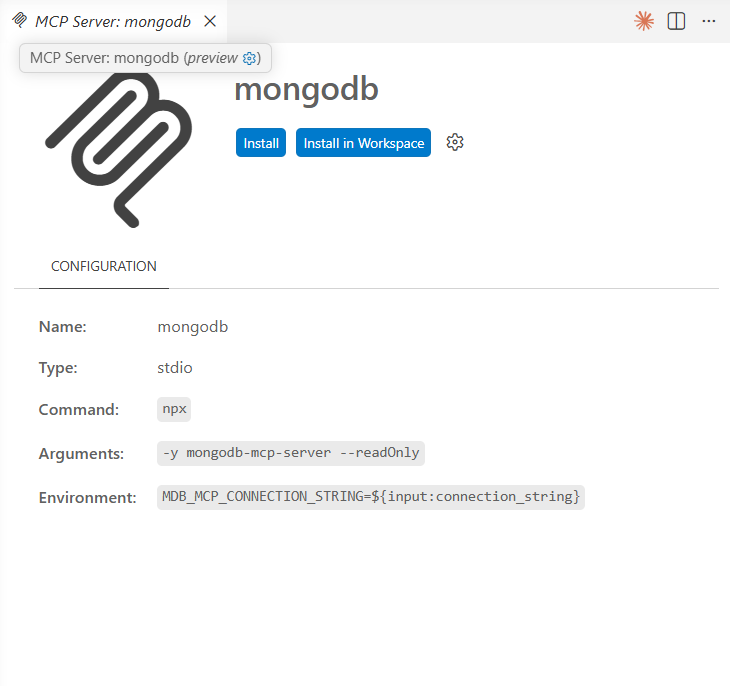 MCP Server: mongodb
MCP Server: mongodb (preview)
mongodb
Install Install in Workspace
CONFIGURATION
Name: mongodb
Type: stdio
Command: npx
Arguments: -y mongodb-mcp-server --readOnly
Environment: MDB_MCP_CONNECTION_STRING=${input:connection_string}